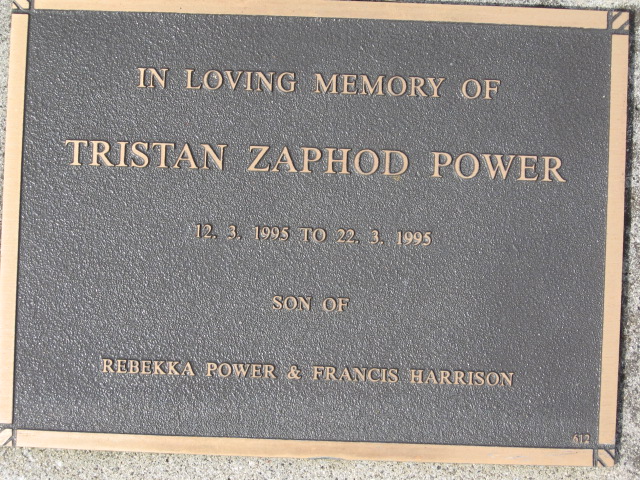 IN LOVING MEMORY OF
TRISTAN ZAPHOD POWER
12. 3. 1995 TO 22. 3. 1995
SON OF
REBEKKA POWER & FRANCIS HARRISON
612